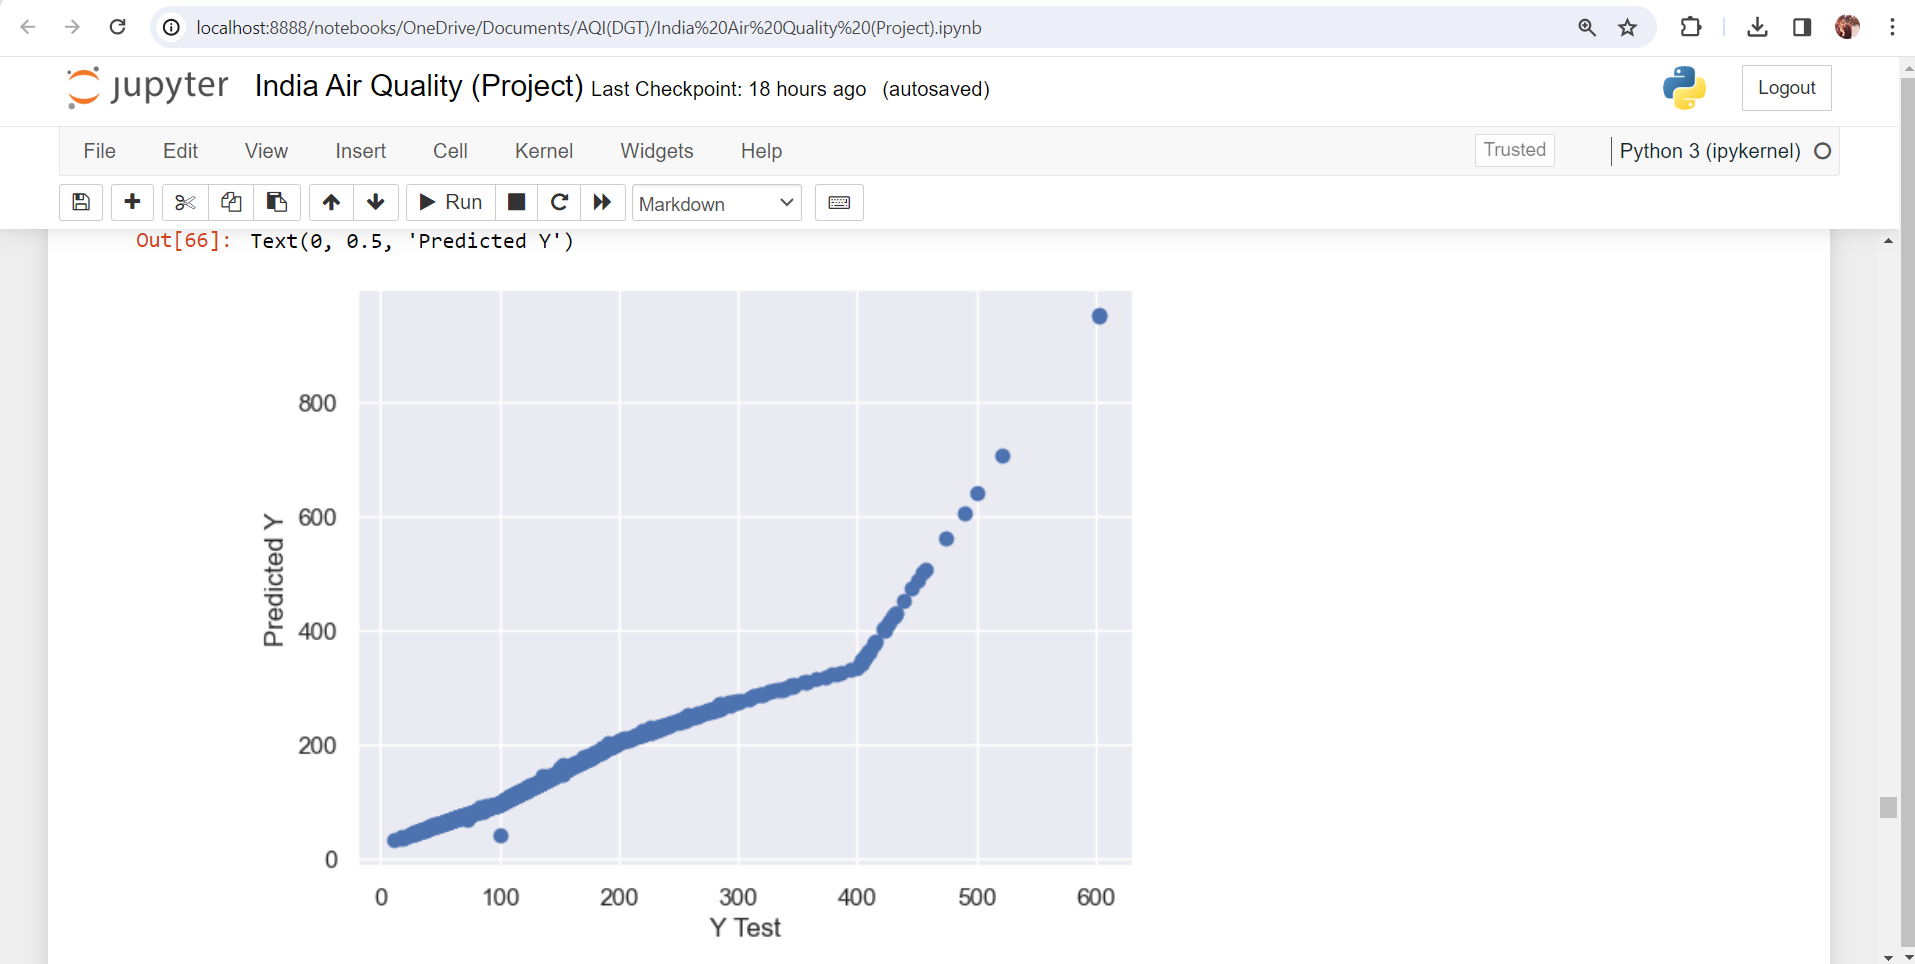 localhost:8888/notebooks/OneDrive/Documents/AQI(DGT)/India%20Air%20Quality%20(Project).ipynb
jupyter India Air Quality (Project) Last Checkpoint: 18 hours ago (autosaved) Logout
File Edit View Insert Cell Kernel Widgets Help Trusted Python 3 (ipykernel)
Run Markdown
Out[66]: Text(0, 0.5, 'Predicted Y')
800
600
400
200
0
Predicted Y
0 100 200 300 400 500 600
Y Test